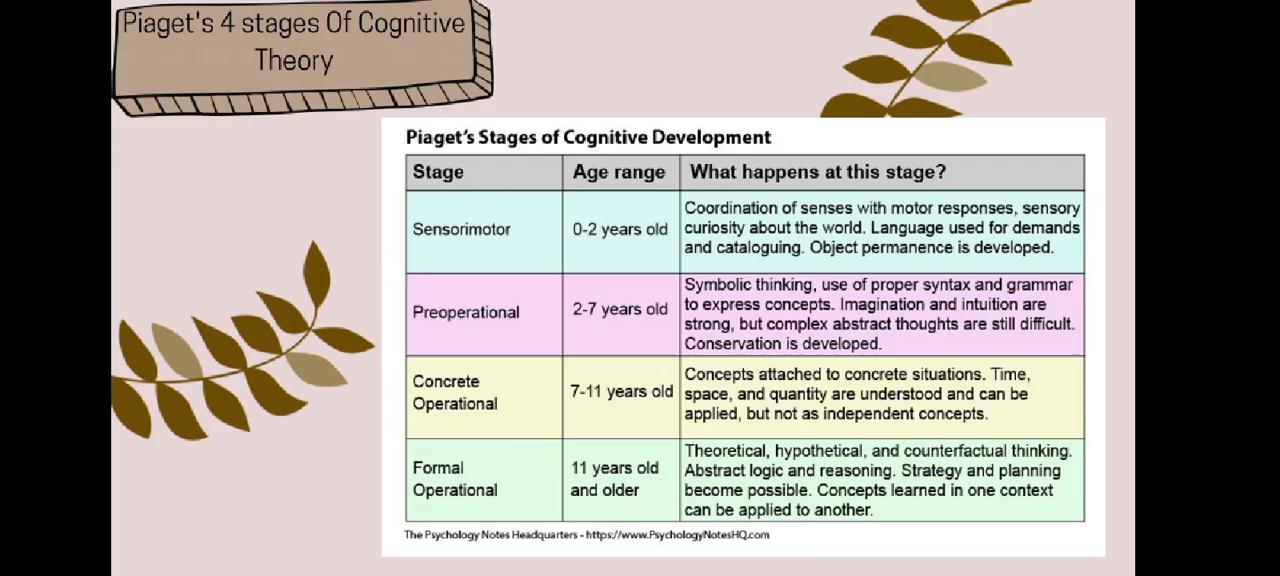 Piaget's 4 stages Of Cognitive
Theory
Piaget's Stages of Cognitive Development
Stage Age range What happens at this stage?
Sensorimotor
0-2 years old
Coordination of senses with motor responses, sensory
curiosity about the world. Language used for demands
and cataloguing. Object permanence is developed.
Preoperational
2-7 years old
Symbolic thinking, use of proper syntax and grammar
to express concepts. Imagination and intuition are
strong, but complex abstract thoughts are still difficult.
Conservation is developed.
Concrete
Operational
7-11 years old
Concepts attached to concrete situations. Time,
space, and quantity are understood and can be
applied, but not as independent concepts.
Formal
Operational
11 years old
and older
Theoretical, hypothetical, and counterfactual thinking.
Abstract logic and reasoning. Strategy and planning
become possible. Concepts learned in one context
can be applied to another.
The Psychology Notes Headquarters - https://www.PsychologyNotesHQ.com